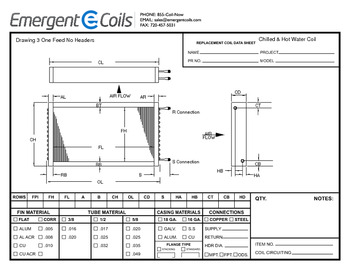 Emergent Coils
PHONE: 855-Coil-Now
EMAIL: sales@emergentcoils.com
FAX: 720-457-5031
Drawing 3 One Feed No Headers
Chilled & Hot Water Coil
REPLACEMENT COIL DATA SHEET
NAME PROJECT
PR.NO. MODEL
CL
AIR FLOW
AL AR
BT
R Connection
OH FH FL
AIR FLOW
S Connection
RB BB S
OL
CD
CT
CB
HB
HA
ROWS FPI FH FL A B CH OL CD S HA HB CT CB HD QTY. NOTES:
FIN MATERIAL TUBE MATERIAL CASING MATERIALS CONNECTIONS
FLAT CORR 3/8 1/2 5/8 16 GA. 18 GA. COPPER STEEL
ALUM .006 .016 .017 .020 GALV. S.S SUPPLY
AL ACR .008 .020 .025 .025 ALUM. CU RETURN
CU .010 .032 .035 FLANGE TYPE HDR DIA.
CU ACR .049 MPT FPT ODS.
ITEM NO
COIL CIRCUITING